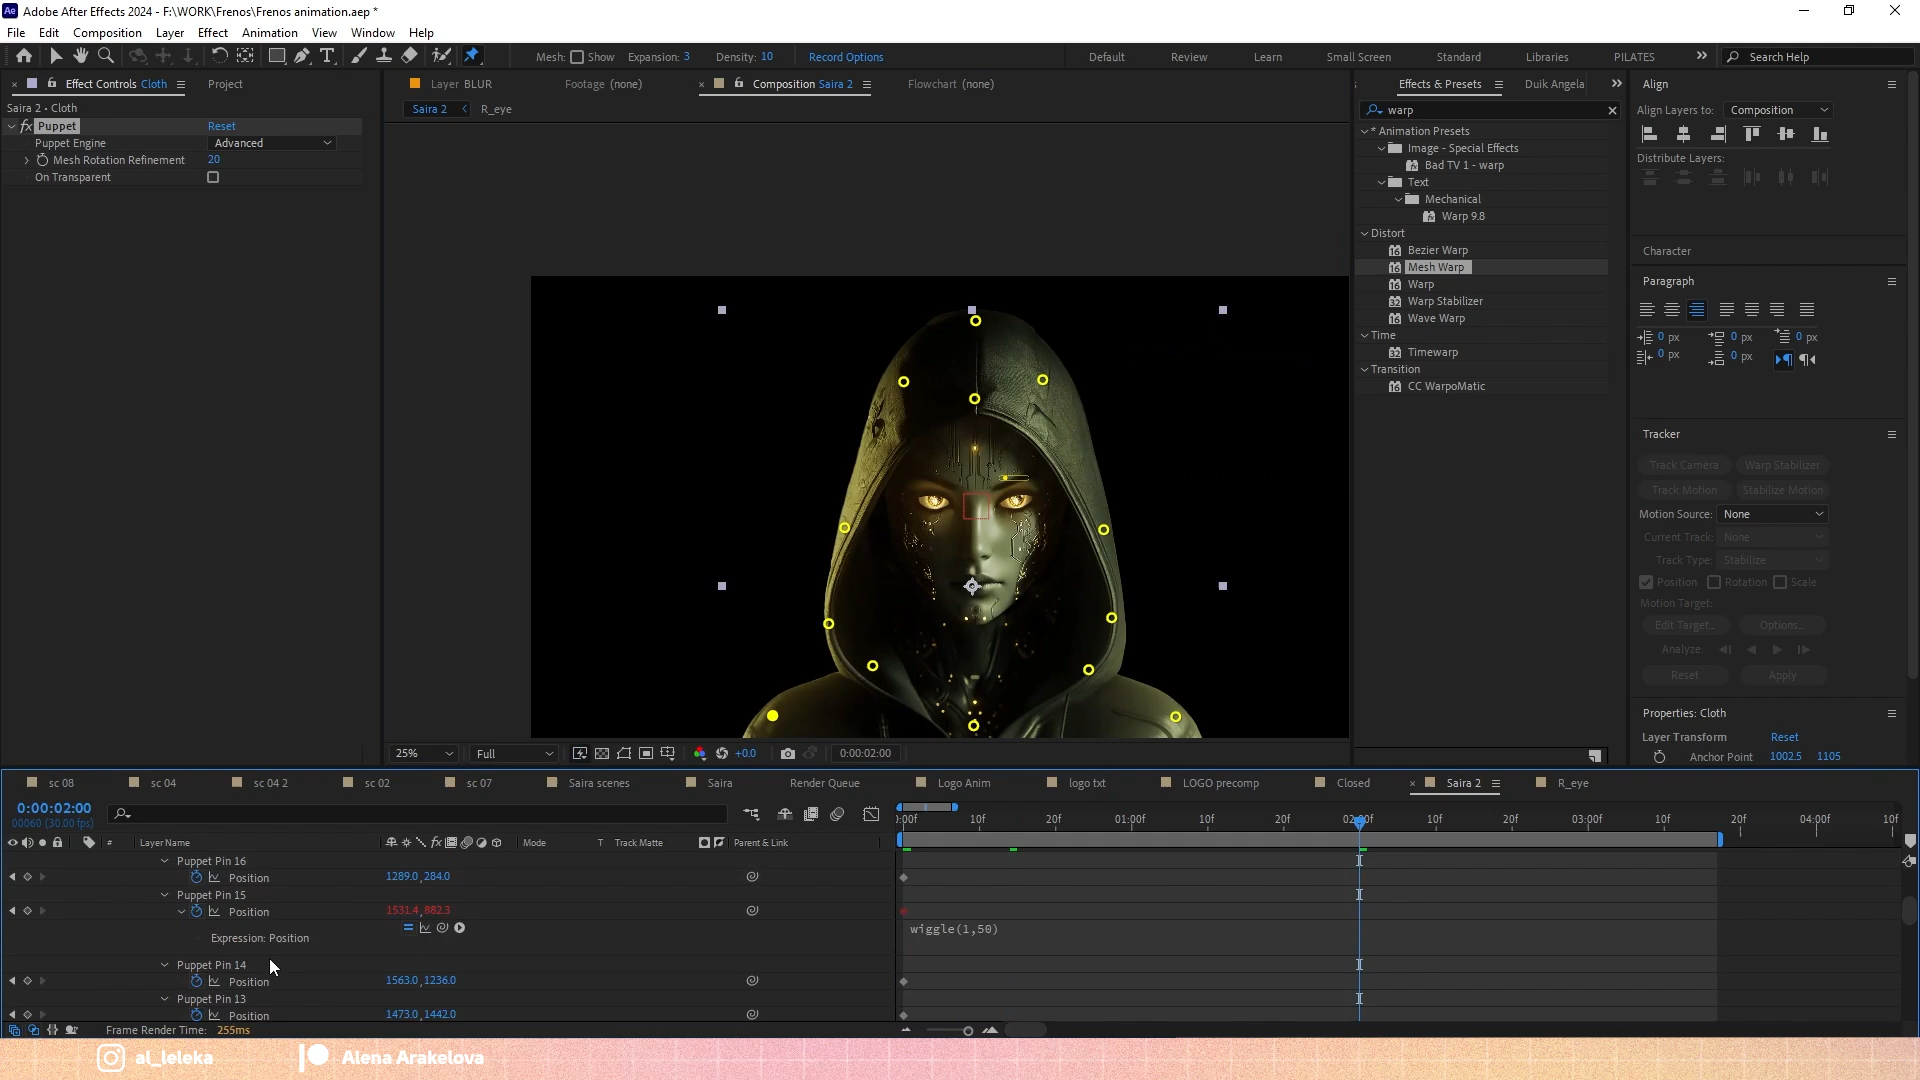 Adobe After Effects 2024 - F:\WORK\Frenos\Frenos animation.aep *
File Edit Composition Layer Effect Animation View Window Help
Mesh: Show Expansion: 3 Density: 10 Record Options Default Review Learn Small Screen Standard Libraries PILATES Search Help
Effect Controls Cloth Project Layer BLUR Footage (none) Composition Saira 2 Flowchart (none) Effects & Presets Duik Angela Align
Saira 2 • Cloth
Saira 2 R_eye
fx Puppet Reset
Puppet Engine Advanced
Mesh Rotation Refinement 20
On Transparent
warp
* Animation Presets
Image - Special Effects
Bad TV 1 - warp
Text
Mechanical
Warp 9.8
Distort
Bezier Warp
Mesh Warp
Warp
Warp Stabilizer
Wave Warp
Time
Timewarp
Transition
CC WarpoMatic
Align Layers to: Composition
Distribute Layers:
Character
Paragraph
0 px 0 px 0 px
0 px 0 px
Tracker
Track Camera Warp Stabilizer
Track Motion Stabilize Motion
Motion Source: None
Current Track: None
Track Type: Stabilize
Position Rotation Scale
Motion Target:
Edit Target... Options...
Analyze:
Reset Apply
Properties: Cloth
Layer Transform Reset
Anchor Point 1002.5 1105
25% Full +0.0 0:00:02:00
sc 08 sc 04 sc 04 2 sc 02 sc 07 Saira scenes Saira Render Queue Logo Anim logo txt LOGO precomp Closed Saira 2 R_eye
0:00:02:00
00060 (30.00 fps)
:00f 10f 20f 01:00f 10f 20f 02:00f 10f 20f 03:00f 10f 20f 04:00f 10f
# Layer Name Mode T Track Matte Parent & Link
Puppet Pin 16
Position 1289.0,284.0
Puppet Pin 15
Position 1531.4,882.3
Expression: Position
wiggle(1,50)
Puppet Pin 14
Position 1563.0,1236.0
Puppet Pin 13
Position 1473.0,1442.0
Frame Render Time: 255ms
al_leleka Alena Arakelova